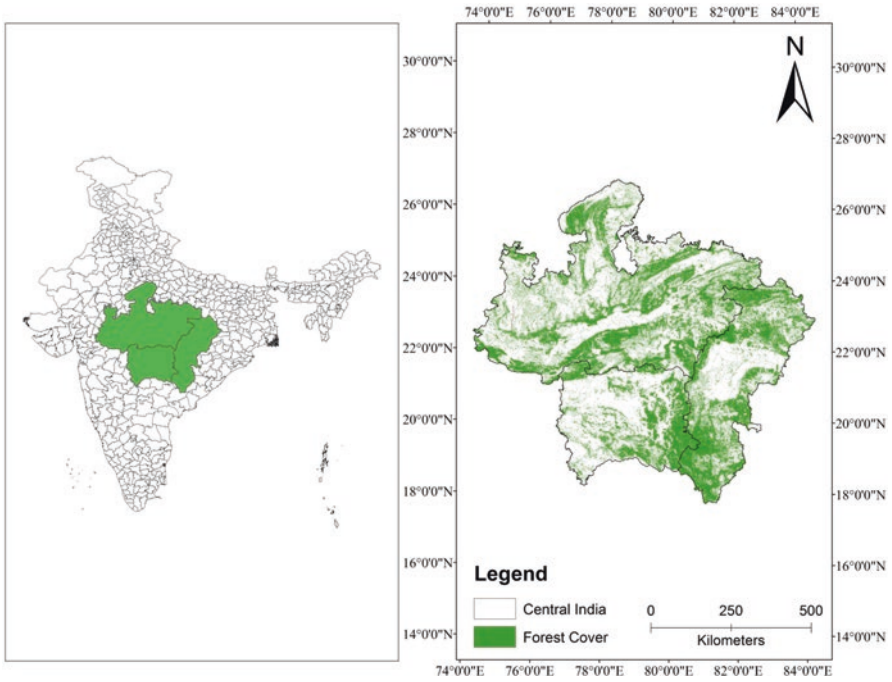 74°0'0"E 76°0'0"E 78°0'0"E 80°0'0"E 82°0'0"E 84°0'0"E
N
30°0'0"N 30°0'0"N
28°0'0"N 28°0'0"N
26°0'0"N 26°0'0"N
24°0'0"N 24°0'0"N
22°0'0"N 22°0'0"N
20°0'0"N 20°0'0"N
18°0'0"N 18°0'0"N
16°0'0"N 16°0'0"N
14°0'0"N 14°0'0"N
Legend
Central India
Forest Cover
0 250 500
Kilometers
74°0'0"E 76°0'0"E 78°0'0"E 80°0'0"E 82°0'0"E 84°0'0"E